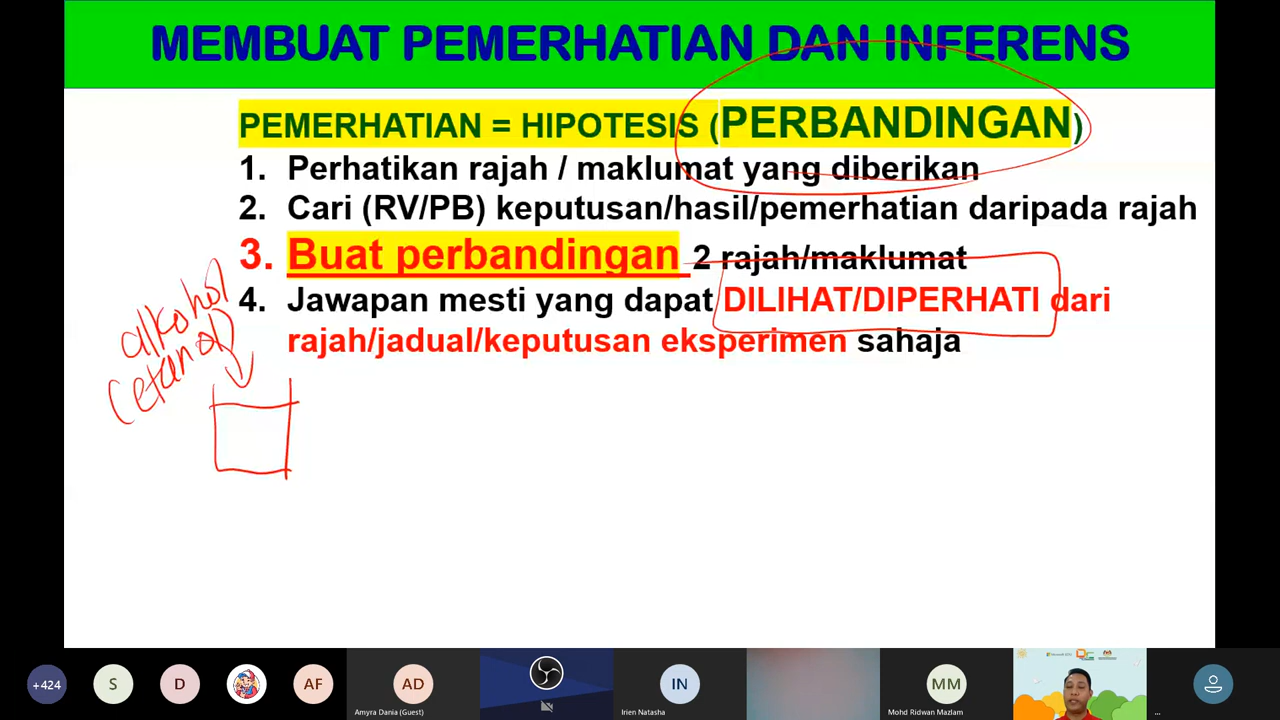 MEMBUAT PEMERHATIAN DAN INFERENS
PEMERHATIAN = HIPOTESIS (PERBANDINGAN)
1. Perhatikan rajah / maklumat yang diberikan
2. Cari (RV/PB) keputusan/hasil/pemerhatian daripada rajah
3. Buat perbandingan 2 rajah/maklumat
4. Jawapan mesti yang dapat DILIHAT/DIPERHATI dari
rajah/jadual/keputusan eksperimen sahaja
alkohol
(etanol)
+424
S
D
AF
AD
Amyra Dania (Guest)
IN
Irien Natasha
MM
Mohd Ridwan Mazlam
...